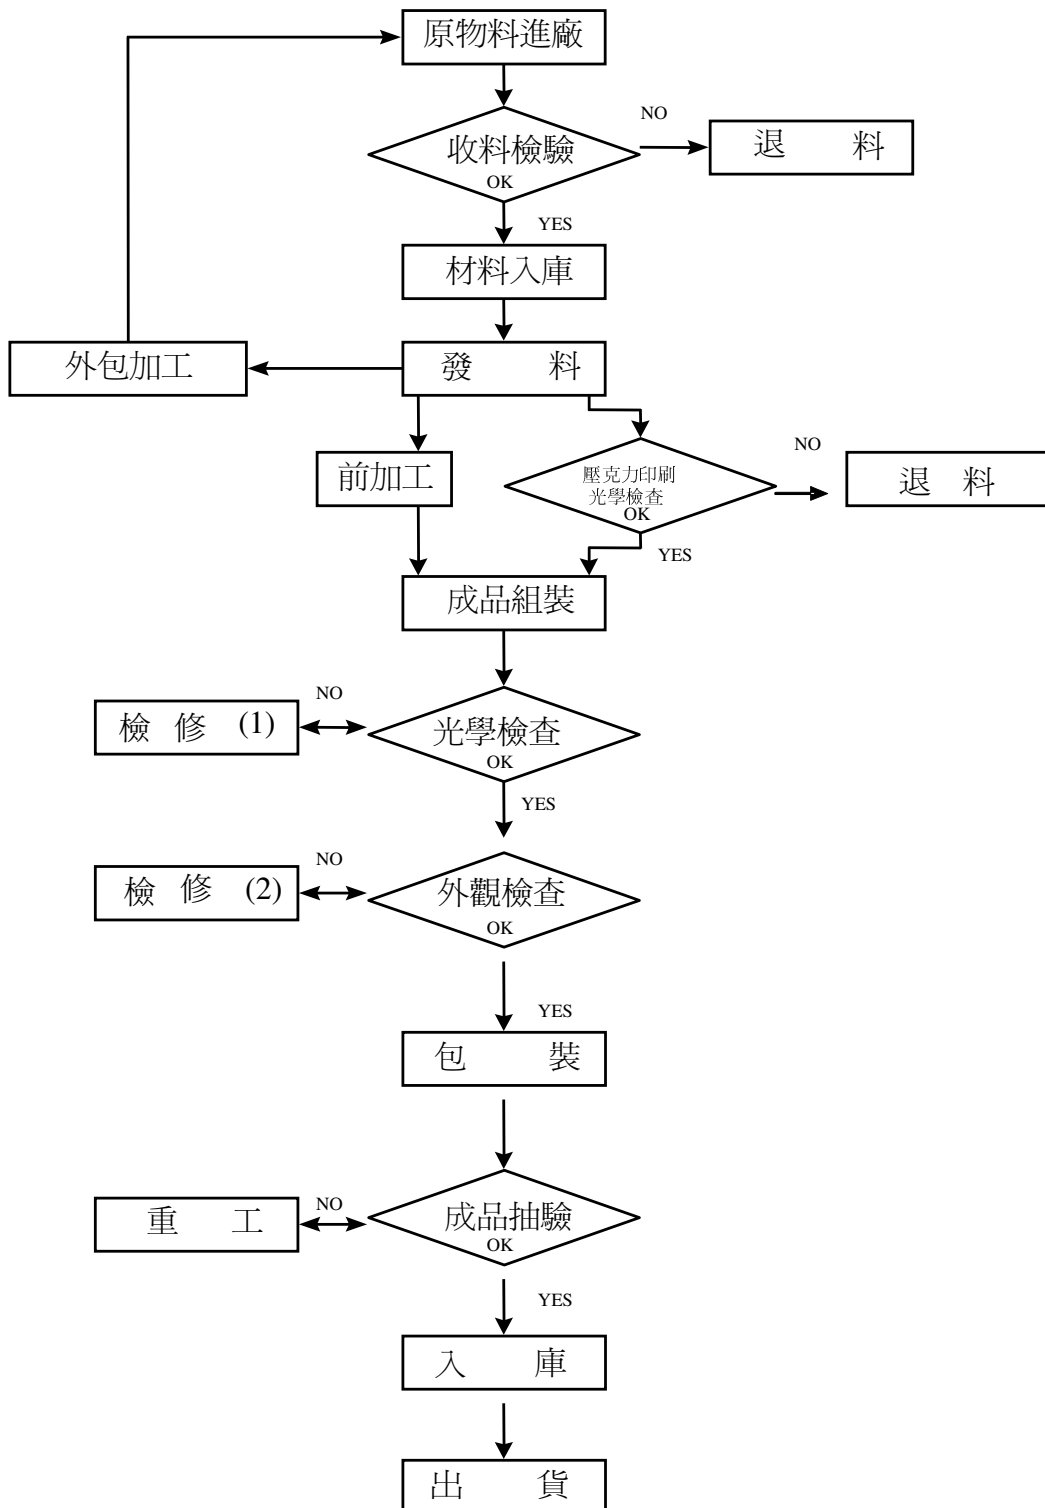 原物料進廠
收料檢驗
OK
NO
退 料
YES
材料入庫
外包加工
發 料
前加工
壓克力印刷
光學檢查
OK
NO
退 料
YES
成品組裝
檢 修 (1)
NO
光學檢查
OK
YES
檢 修 (2)
NO
外觀檢查
OK
YES
包 裝
重 工
NO
成品抽驗
OK
YES
入 庫
出 貨